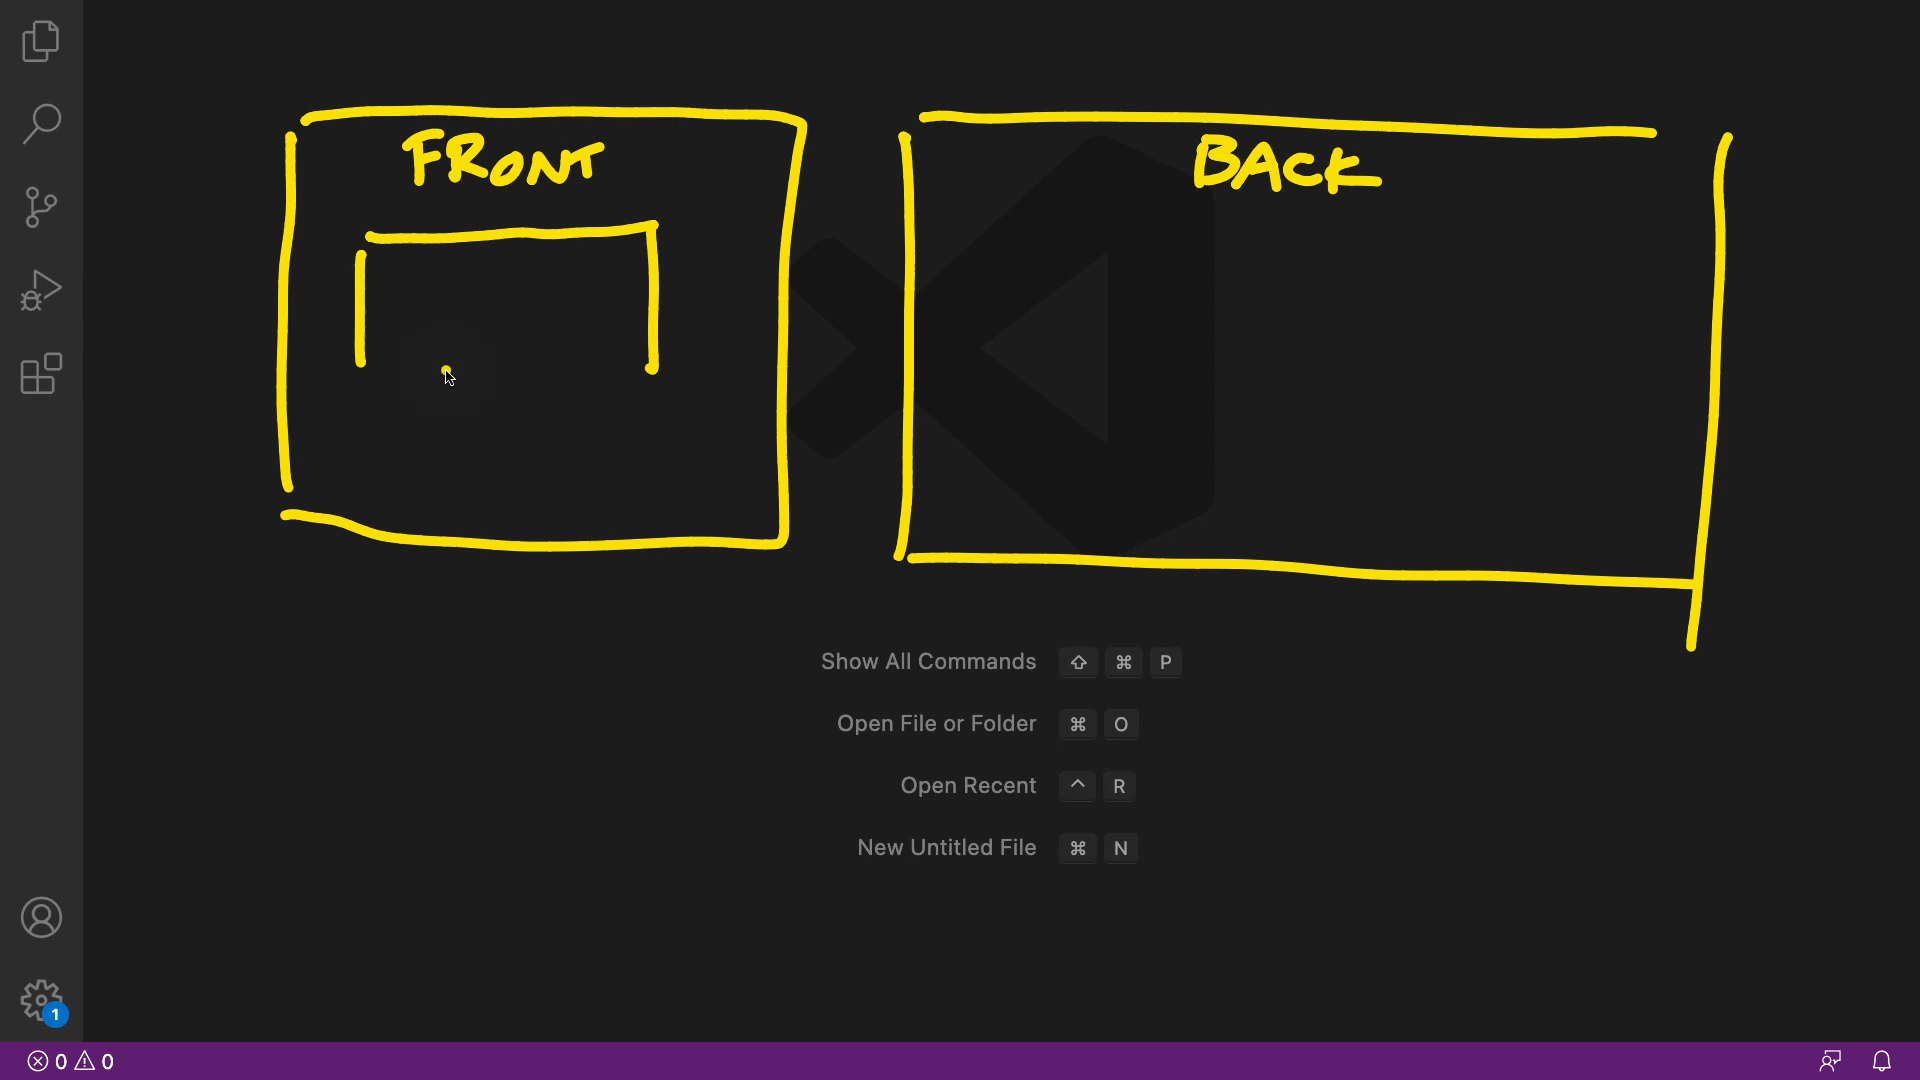 FRONT
BACK
Show All Commands ⇧ ⌘ P
Open File or Folder ⌘ O
Open Recent ^ R
New Untitled File ⌘ N
1
0 0